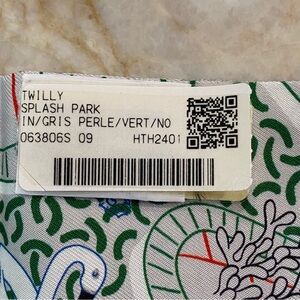 TWILLY
SPLASH PARK
IN/GRIS PERLE/VERT/NO
063806S 09 HTH2401